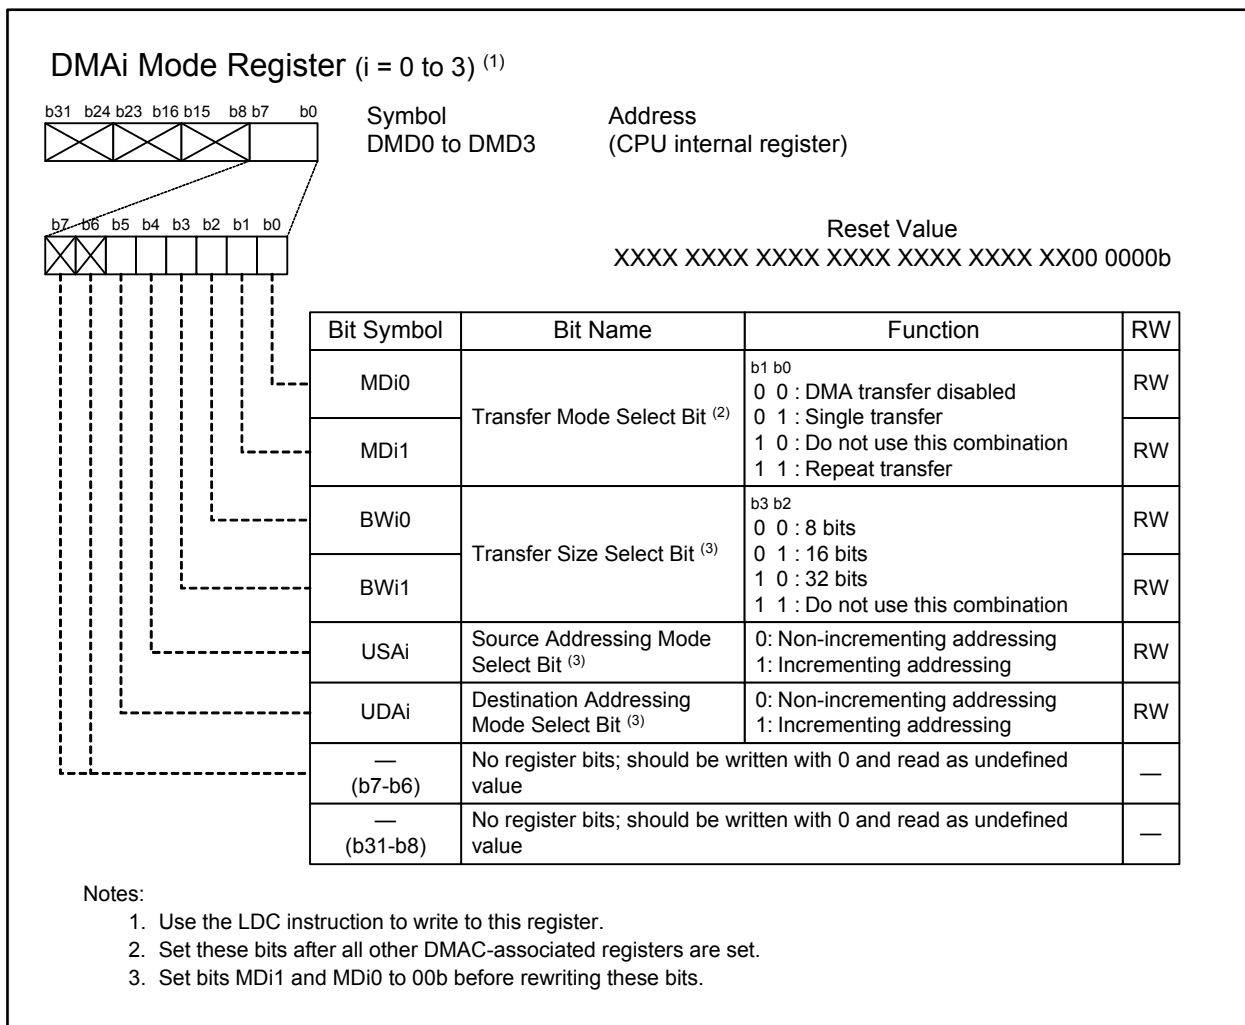 DMAi Mode Register (i = 0 to 3) (1)
b31 b24 b23 b16 b15 b8 b7 b0
Symbol Address
DMD0 to DMD3 (CPU internal register)
b7 b6 b5 b4 b3 b2 b1 b0
Reset Value
XXXX XXXX XXXX XXXX XXXX XXXX XX00 0000b
Bit Symbol Bit Name Function RW
MDi0 Transfer Mode Select Bit (2) RW
b1 b0
0 0 : DMA transfer disabled
0 1 : Single transfer
1 0 : Do not use this combination
1 1 : Repeat transfer
MDi1 RW
BWi0 Transfer Size Select Bit (3) RW
b3 b2
0 0 : 8 bits
0 1 : 16 bits
1 0 : 32 bits
1 1 : Do not use this combination
BWi1 RW
USAi Source Addressing Mode Select Bit (3) RW
0: Non-incrementing addressing
1: Incrementing addressing
UDAi Destination Addressing Mode Select Bit (3) RW
0: Non-incrementing addressing
1: Incrementing addressing
— (b7-b6) No register bits; should be written with 0 and read as undefined value —
— (b31-b8) No register bits; should be written with 0 and read as undefined value —
Notes:
1. Use the LDC instruction to write to this register.
2. Set these bits after all other DMAC-associated registers are set.
3. Set bits MDi1 and MDi0 to 00b before rewriting these bits.